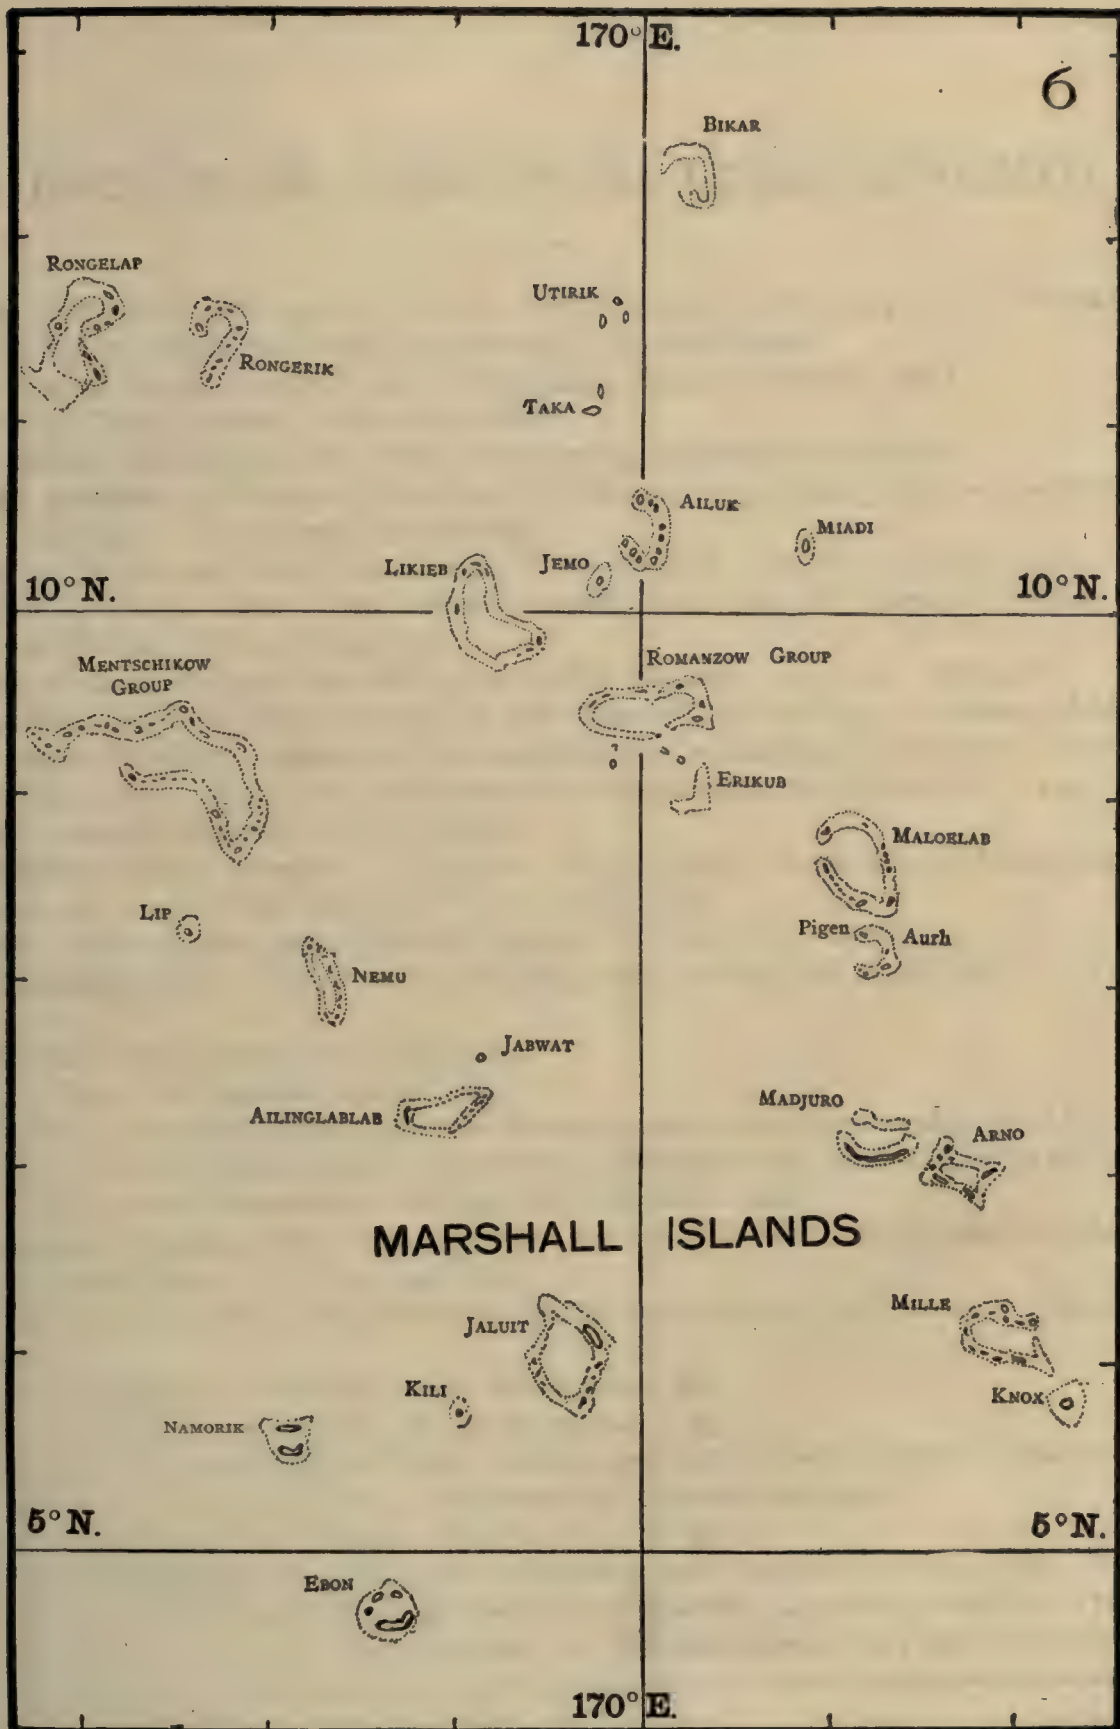 170° E.
6
BIKAR
RONGELAP
UTIRIK
RONGERIK
TAKA
AILUK
MIADI
LIKIEB
JEMO
10° N.
10° N.
MENTSCHIKOW
GROUP
ROMANZOW GROUP
ERIKUB
MALOELAB
LIP
Pigen
Aurh
NEMU
JABWAT
AILINGLABLAB
MADJURO
ARNO
MARSHALL ISLANDS
MILLE
JALUIT
KILI
KNOX
NAMORIK
5° N.
5° N.
EBON
170° E.